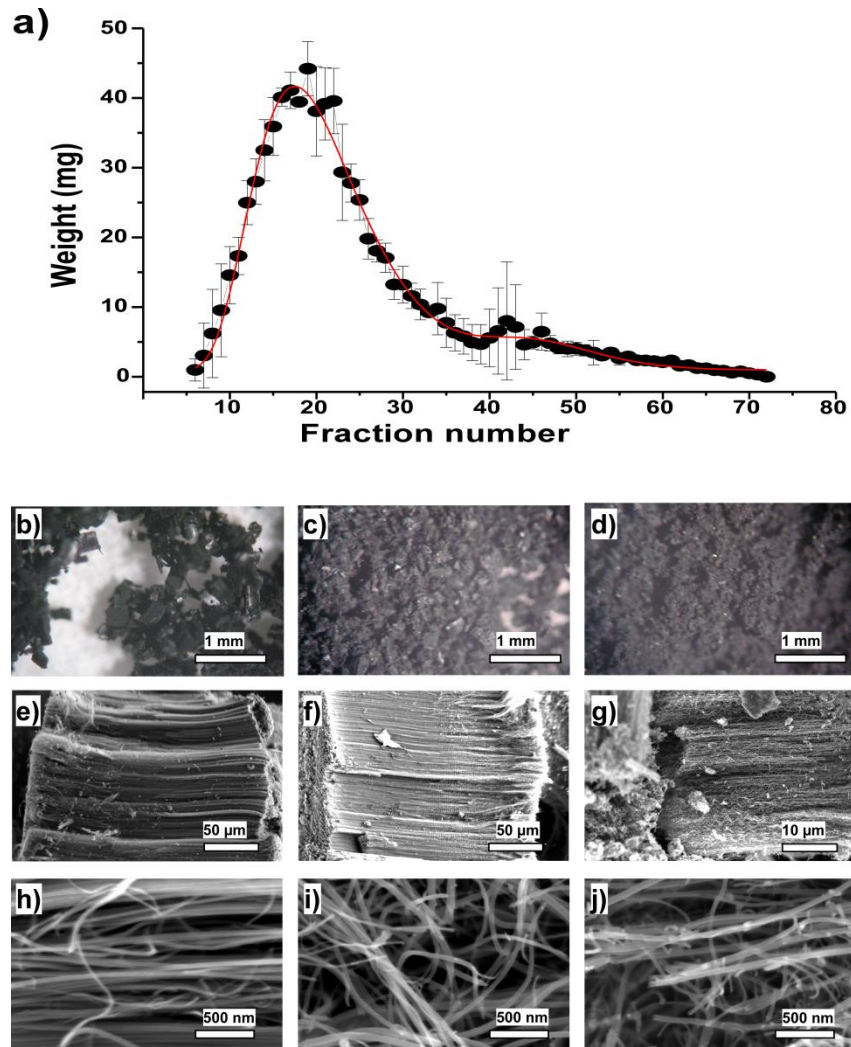 a)
50
40
30
20
10
0
Weight (mg)
10 20 30 40 50 60 70 80
Fraction number
b) c) d)
1 mm 1 mm 1 mm
e) f) g)
50 µm 50 µm 10 µm
h) i) j)
500 nm 500 nm 500 nm